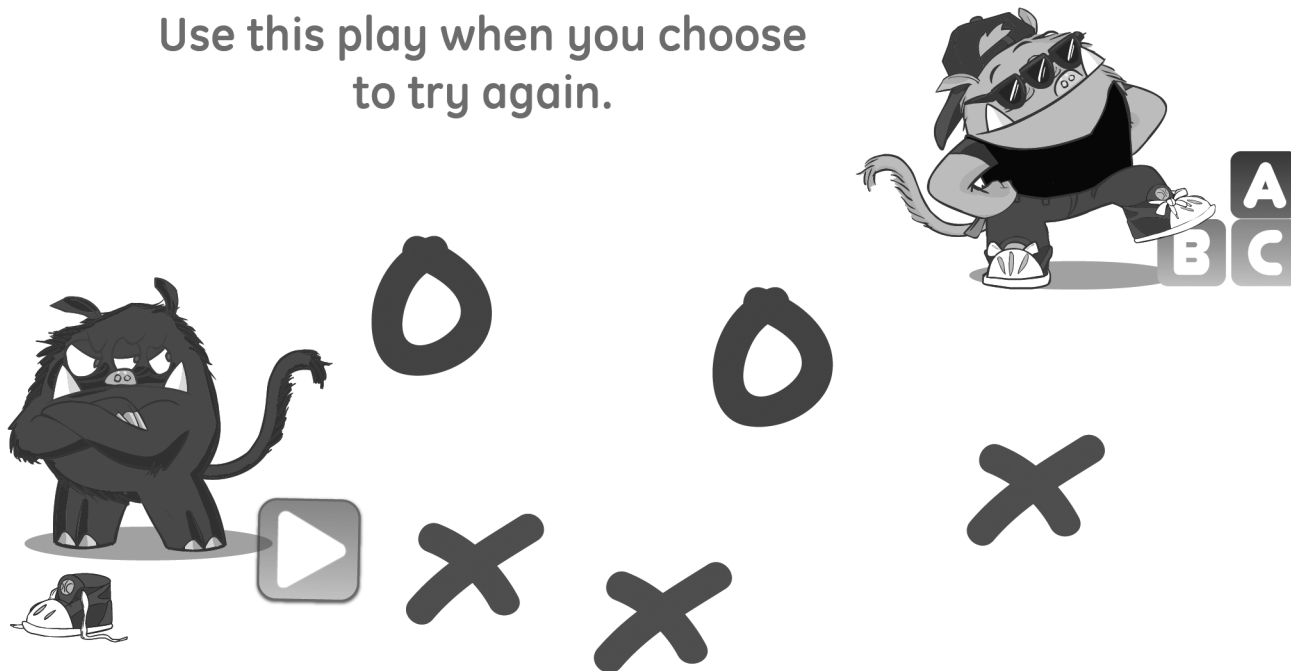 Use this play when you choose
to try again.
A
B C
O O
X
X X